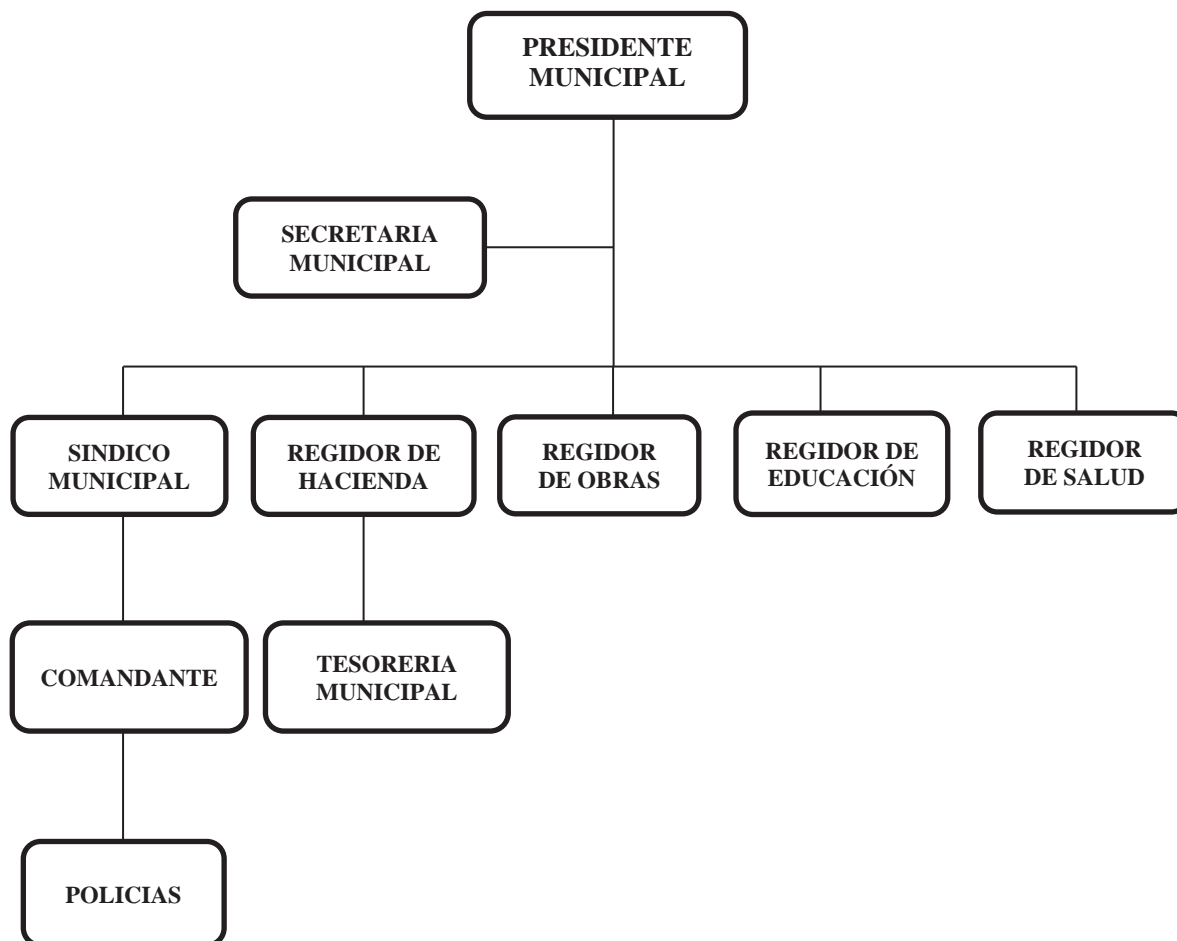 PRESIDENTE
MUNICIPAL
SECRETARIA
MUNICIPAL
SINDICO
MUNICIPAL
REGIDOR DE
HACIENDA
REGIDOR
DE OBRAS
REGIDOR DE
EDUCACIÓN
REGIDOR
DE SALUD
COMANDANTE
TESORERIA
MUNICIPAL
POLICIAS